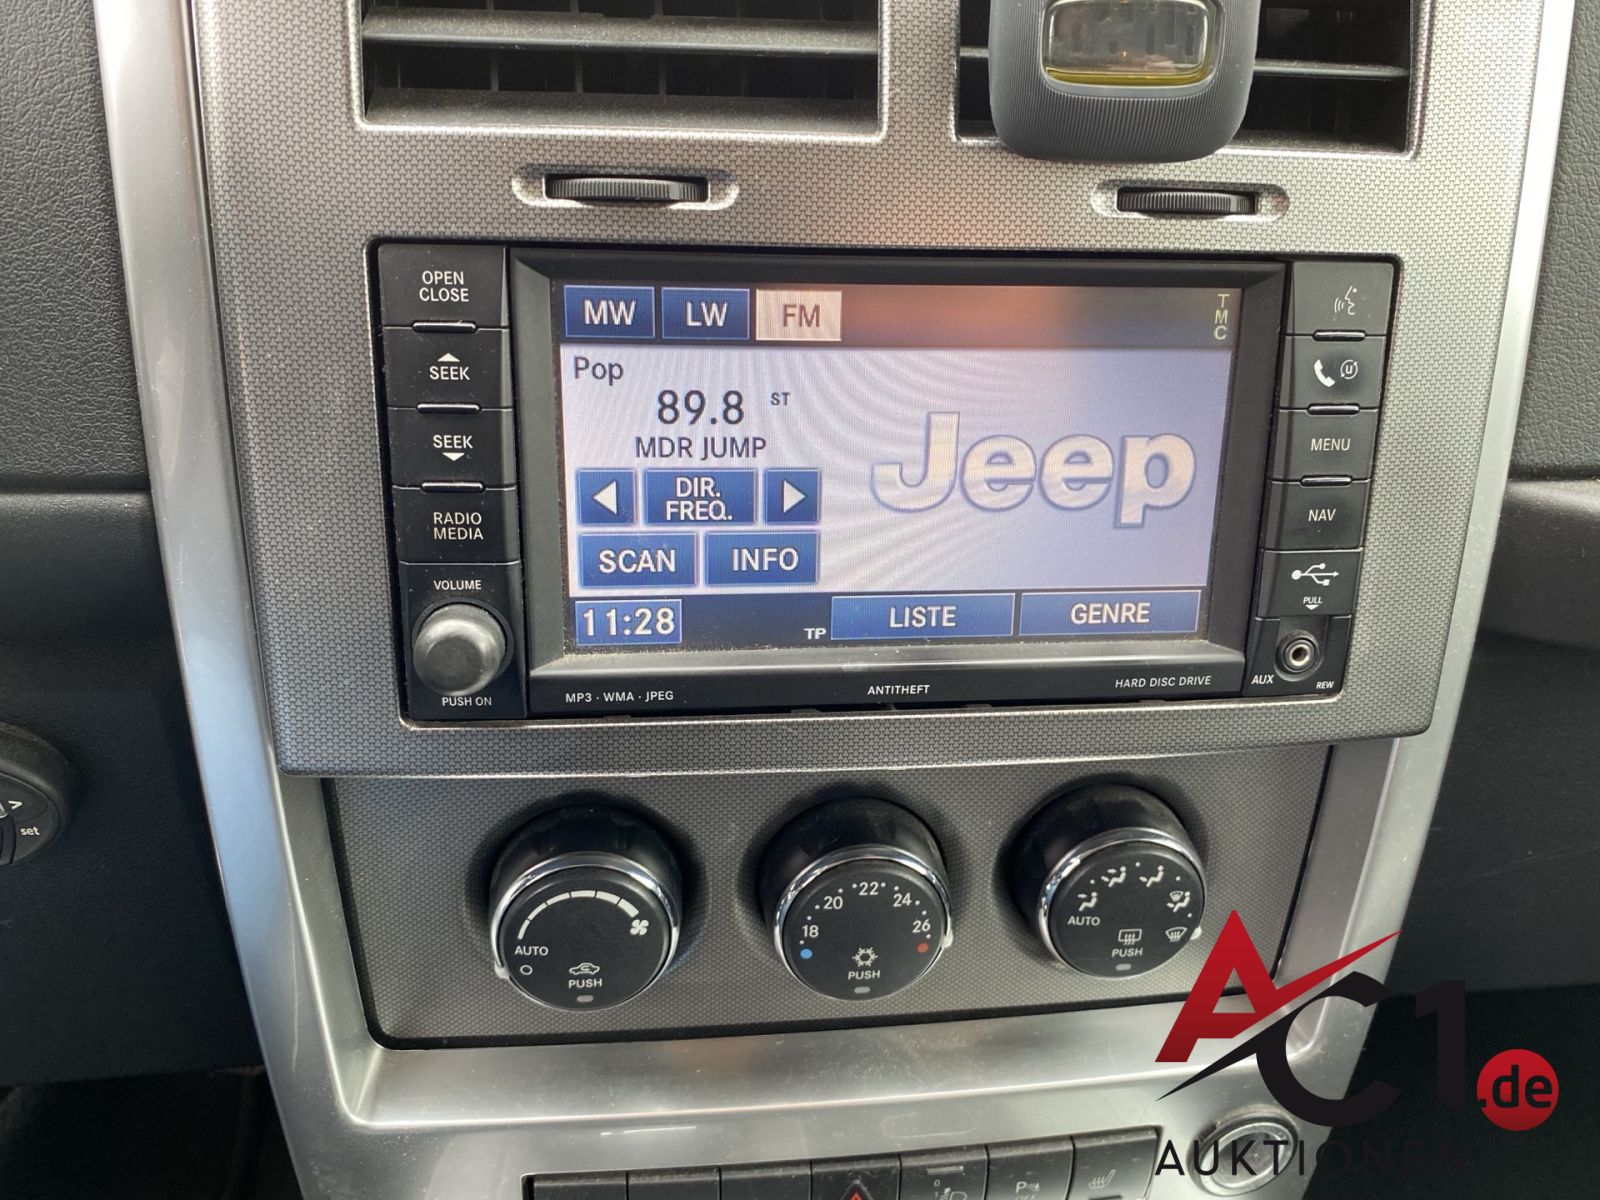 OPEN
CLOSE
SEEK
SEEK
RADIO
MEDIA
VOLUME
PUSH ON
MW LW FM
TMC
Pop
89.8 ST
MDR JUMP
DIR.
FREQ.
SCAN INFO
11:28 TP LISTE GENRE
Jeep
MP3 · WMA · JPEG ANTITHEFT HARD DISC DRIVE
MENU
NAV
PULL
AUX REW
set
AUTO
PUSH
18 20 22 24 26
PUSH
AUTO
PUSH
P
OFF
AC1.de
AUKTIONEN